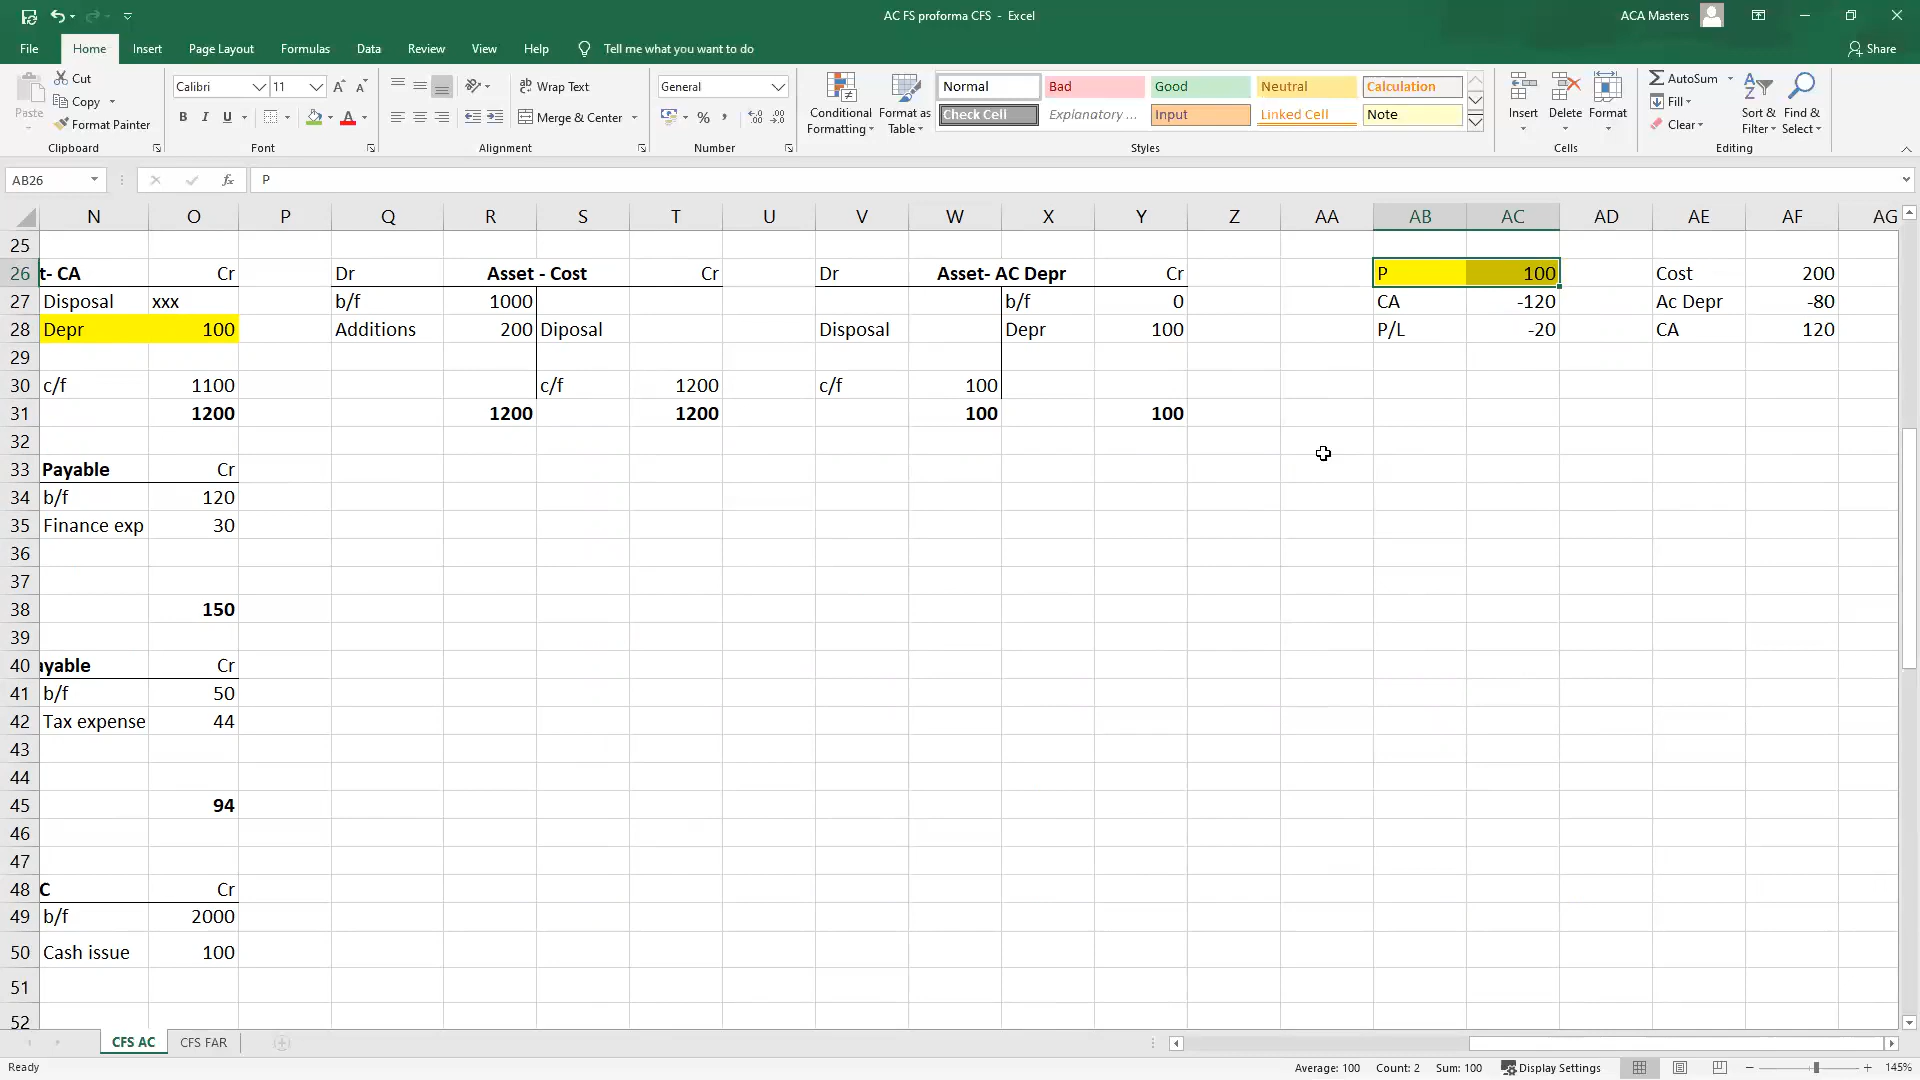 AC FS proforma CFS - Excel
ACA Masters
File Home Insert Page Layout Formulas Data Review View Help Tell me what you want to do Share
Paste
Cut
Copy
Format Painter
Clipboard
Calibri 11
B I U
Font
Wrap Text
Merge & Center
Alignment
General
Number
Conditional Formatting
Format as Table
Normal Bad Good Neutral Calculation
Check Cell Explanatory ... Input Linked Cell Note
Styles
Insert Delete Format
Cells
AutoSum
Fill
Clear
Sort & Filter
Find & Select
Editing
AB26 fx P
N O P Q R S T U V W X Y Z AA AB AC AD AE AF AG
25
26 t- CA Cr Dr Asset - Cost Cr Dr Asset- AC Depr Cr P 100 Cost 200
27 Disposal xxx b/f 1000 b/f 0 CA -120 Ac Depr -80
28 Depr 100 Additions 200 Diposal Disposal Depr 100 P/L -20 CA 120
29
30 c/f 1100 c/f 1200 c/f 100
31 1200 1200 1200 100 100
32
33 Payable Cr
34 b/f 120
35 Finance exp 30
36
37
38 150
39
40 ayable Cr
41 b/f 50
42 Tax expense 44
43
44
45 94
46
47
48 C Cr
49 b/f 2000
50 Cash issue 100
51
52
CFS AC CFS FAR
Ready Average: 100 Count: 2 Sum: 100 Display Settings 145%